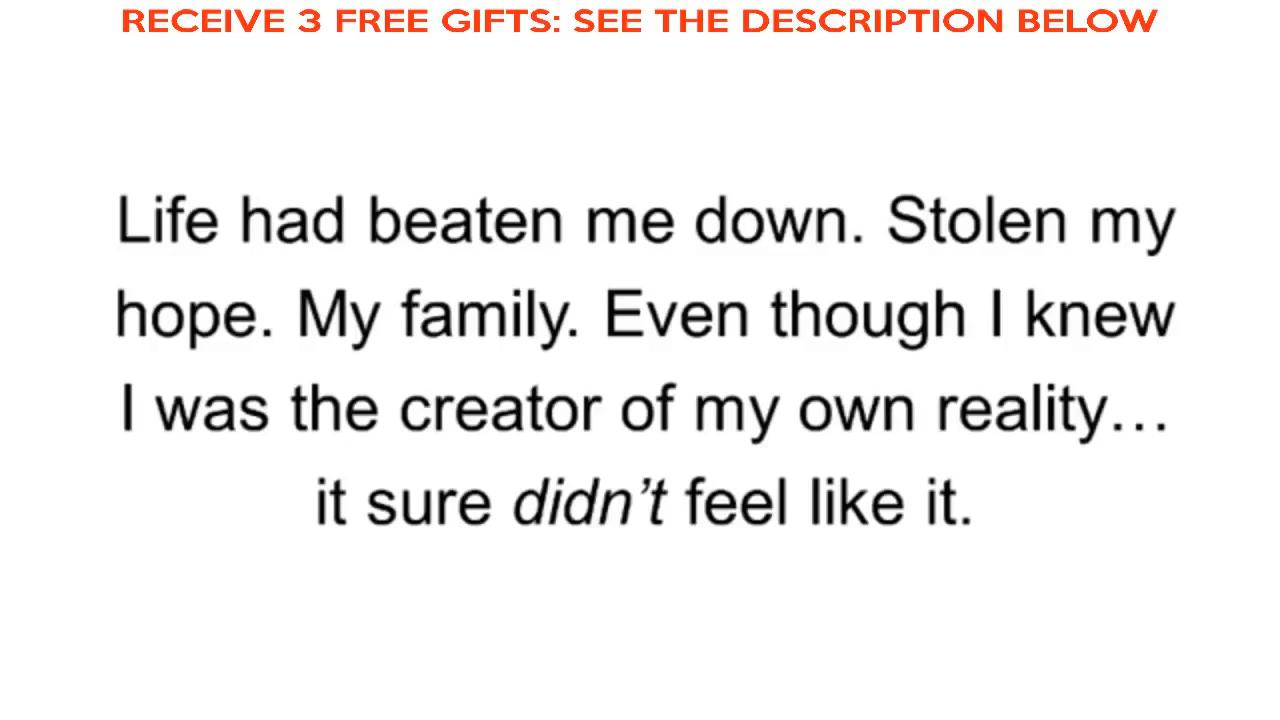 RECEIVE 3 FREE GIFTS: SEE THE DESCRIPTION BELOW
Life had beaten me down. Stolen my
hope. My family. Even though I knew
I was the creator of my own reality…
it sure didn’t feel like it.